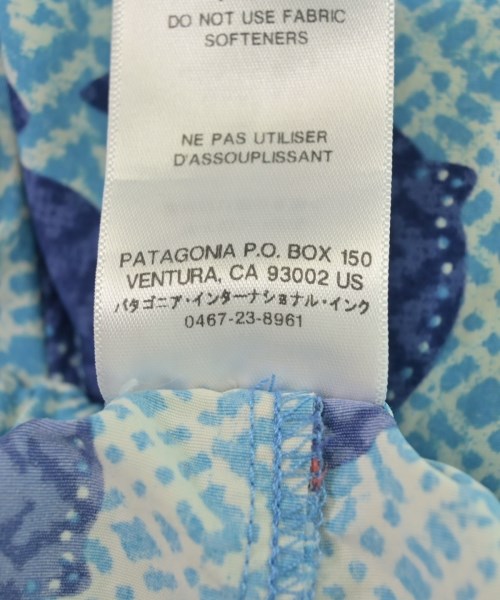 DO NOT USE FABRIC
SOFTENERS
NE PAS UTILISER
D'ASSOUPLISSANT
PATAGONIA P.O. BOX 150
VENTURA, CA 93002 US
パタゴニア・インターナショナル・インク
0467-23-8961